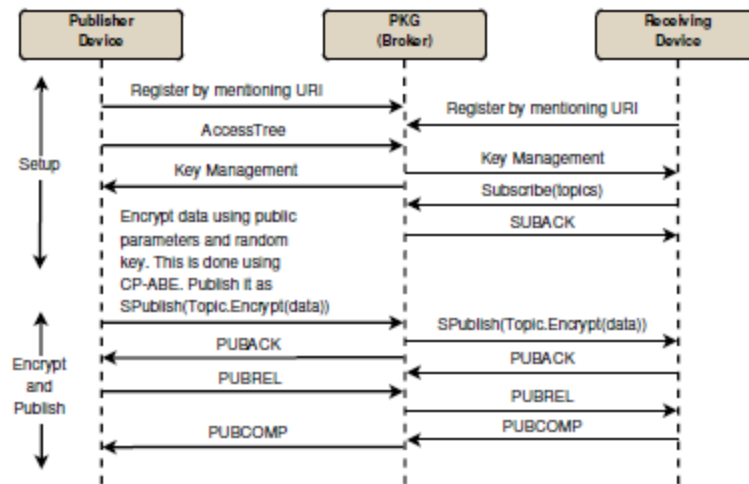 Publisher
Device
PKG
(Broker)
Receiving
Device
Register by mentioning URI
Register by mentioning URI
AccessTree
Setup
Key Management
Key Management
Subscribe(topics)
Encrypt data using public
parameters and random
key. This is done using
CP-ABE. Publish it as
SPublish(Topic.Encrypt(data))
SUBACK
SPublish(Topic.Encrypt(data))
PUBACK
PUBACK
Encrypt
and
Publish
PUBREL
PUBREL
PUBCOMP
PUBCOMP